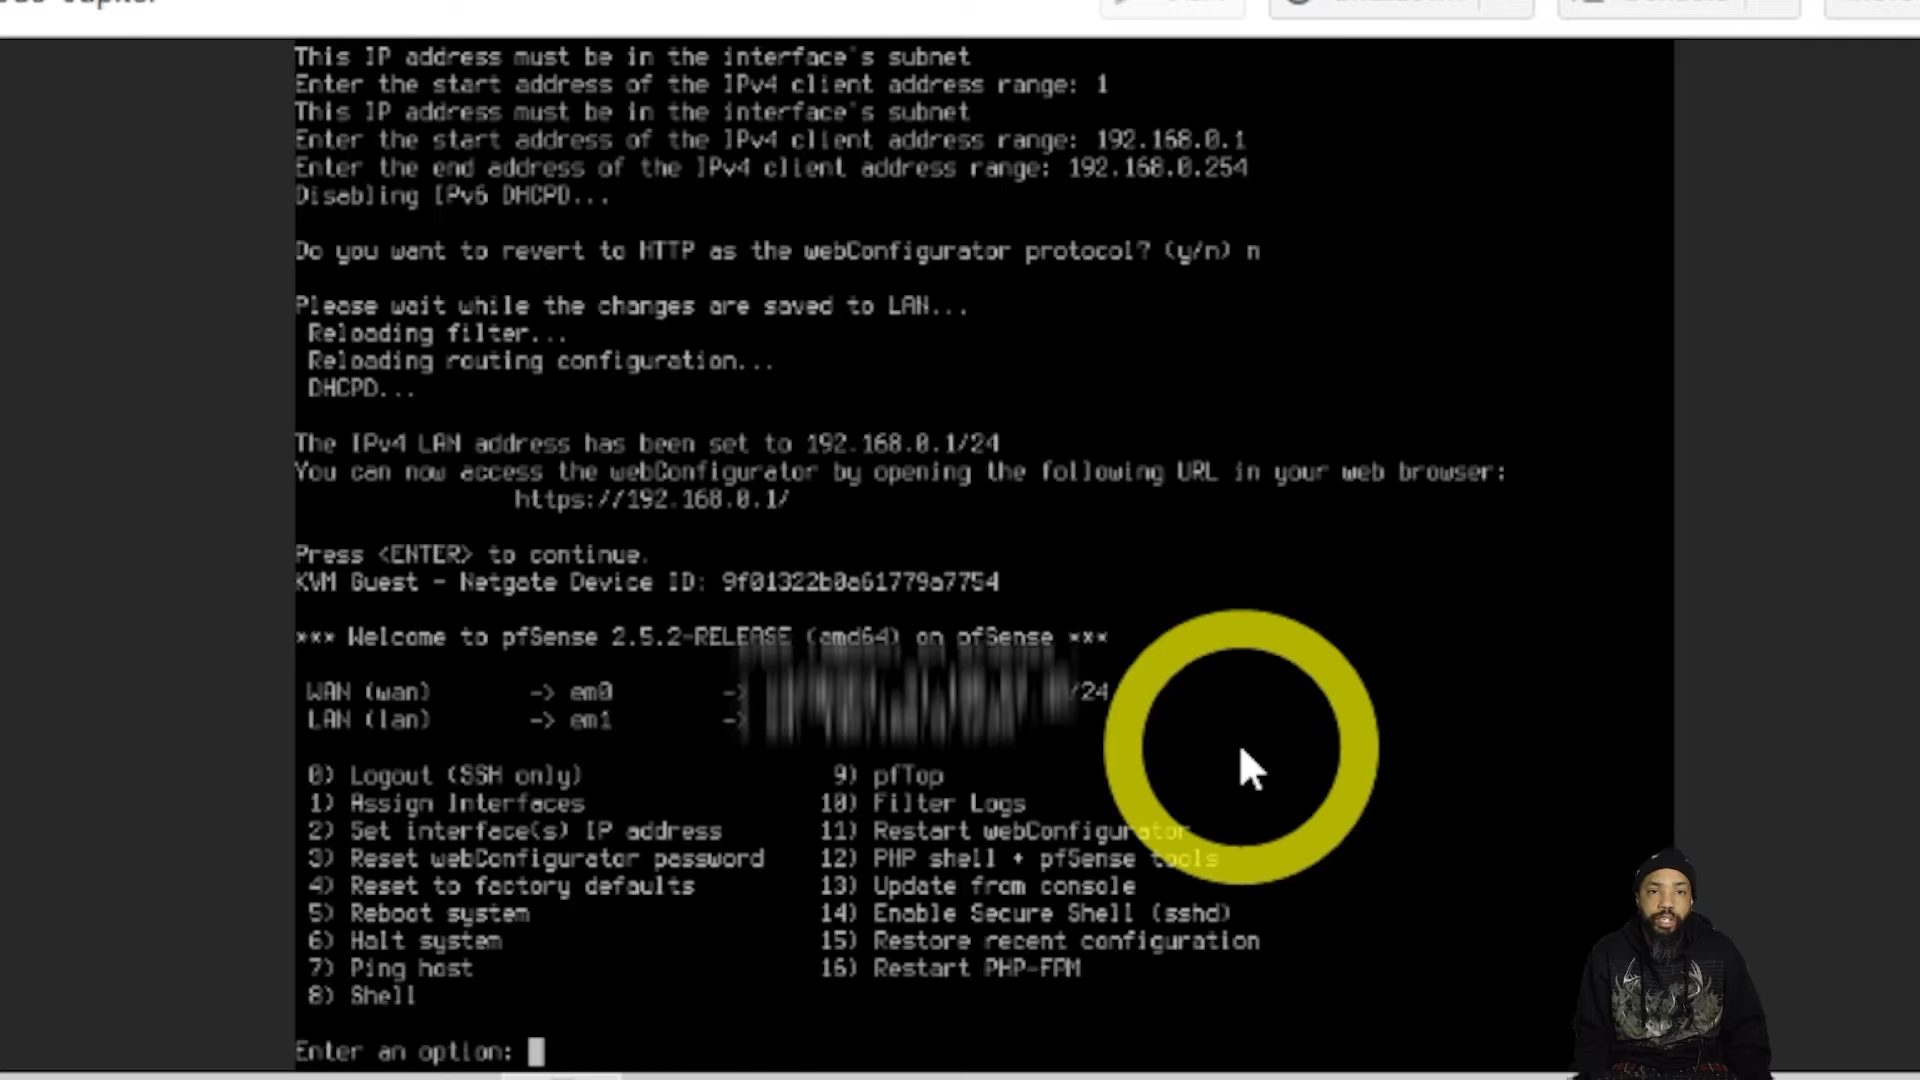 This IP address must be in the interface's subnet
Enter the start address of the IPv4 client address range: 1
This IP address must be in the interface's subnet
Enter the start address of the IPv4 client address range: 192.168.0.1
Enter the end address of the IPv4 client address range: 192.168.0.254
Disabling IPv6 DHCPD...
Do you want to revert to HTTP as the webConfigurator protocol? (y/n) n
Please wait while the changes are saved to LAN...
Reloading filter...
Reloading routing configuration...
DHCPD...
The IPv4 LAN address has been set to 192.168.0.1/24
You can now access the webConfigurator by opening the following URL in your web browser:
https://192.168.0.1/
Press <ENTER> to continue.
KVM Guest - Netgate Device ID: 9f01322b0a61779a7754
*** Welcome to pfSense 2.5.2-RELEASE (amd64) on pfSense ***
WAN (wan) -> em0 -> /24
LAN (lan) -> em1 ->
0) Logout (SSH only) 9) pfTop
1) Assign Interfaces 10) Filter Logs
2) Set interface(s) IP address 11) Restart webConfigurator
3) Reset webConfigurator password 12) PHP shell + pfSense tools
4) Reset to factory defaults 13) Update from console
5) Reboot system 14) Enable Secure Shell (sshd)
6) Halt system 15) Restore recent configuration
7) Ping host 16) Restart PHP-FPM
8) Shell
Enter an option: